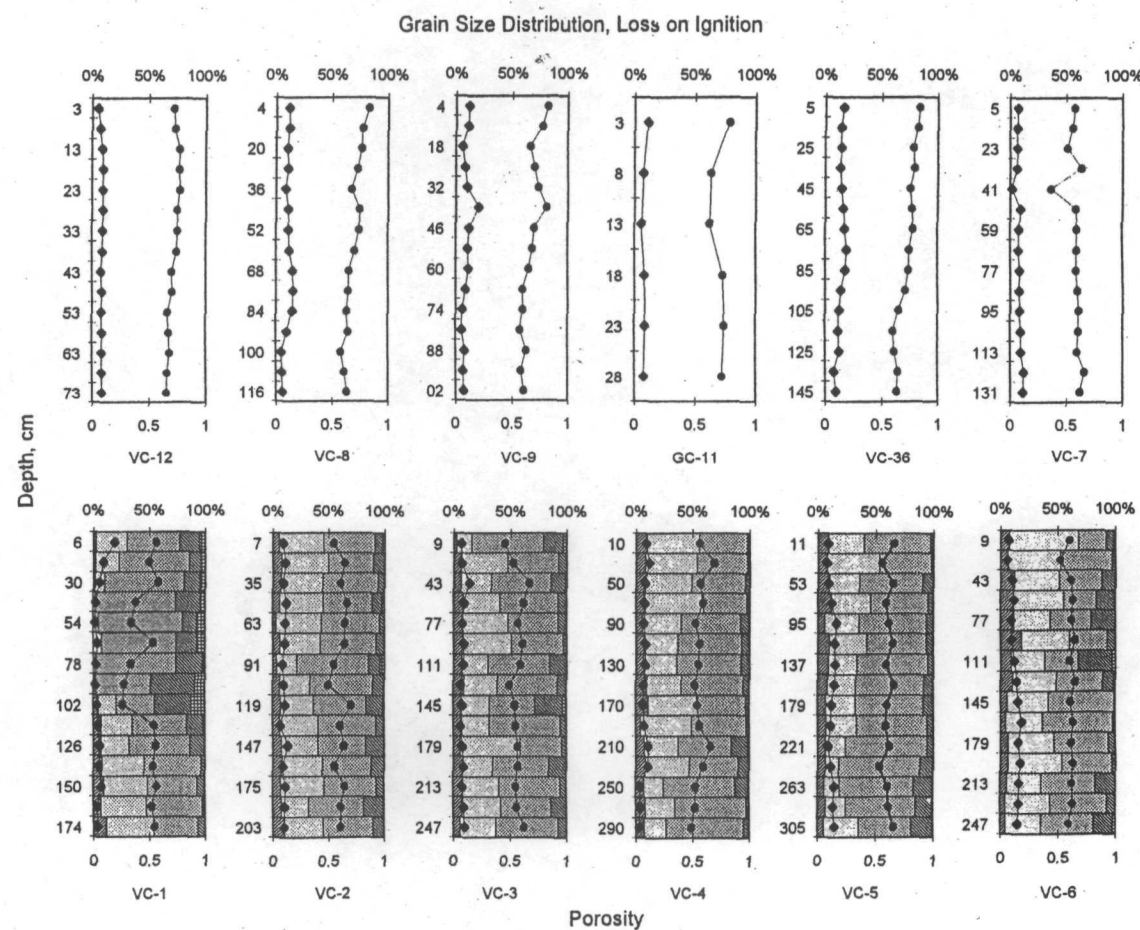 Grain Size Distribution, Loss on Ignition
0% 50% 100% 0% 50% 100% 0% 50% 100% 0% 50% 100% 0% 50% 100% 0% 50% 100%
3 13 23 33 43 53 63 73
4 20 36 52 68 84 100 116
4 18 32 46 60 74 88 02
3 8 13 18 23 28
5 25 45 65 85 105 125 145
5 23 41 59 77 95 113 131
0 0.5 1 0 0.5 1 0 0.5 1 0 0.5 1 0 0.5 1 0 0.5 1
VC-12 VC-8 VC-9 GC-11 VC-36 VC-7
Depth, cm
0% 50% 100% 0% 50% 100% 0% 50% 100% 0% 50% 100% 0% 50% 100% 0% 50% 100%
6 30 54 78 102 126 150 174
7 35 63 91 119 147 175 203
9 43 77 111 145 179 213 247
10 50 90 130 170 210 250 290
11 53 95 137 179 221 263 305
9 43 77 111 145 179 213 247
0 0.5 1 0 0.5 1 0 0.5 1 0 0.5 1 0 0.5 1 0 0.5 1
VC-1 VC-2 VC-3 VC-4 VC-5 VC-6
Porosity